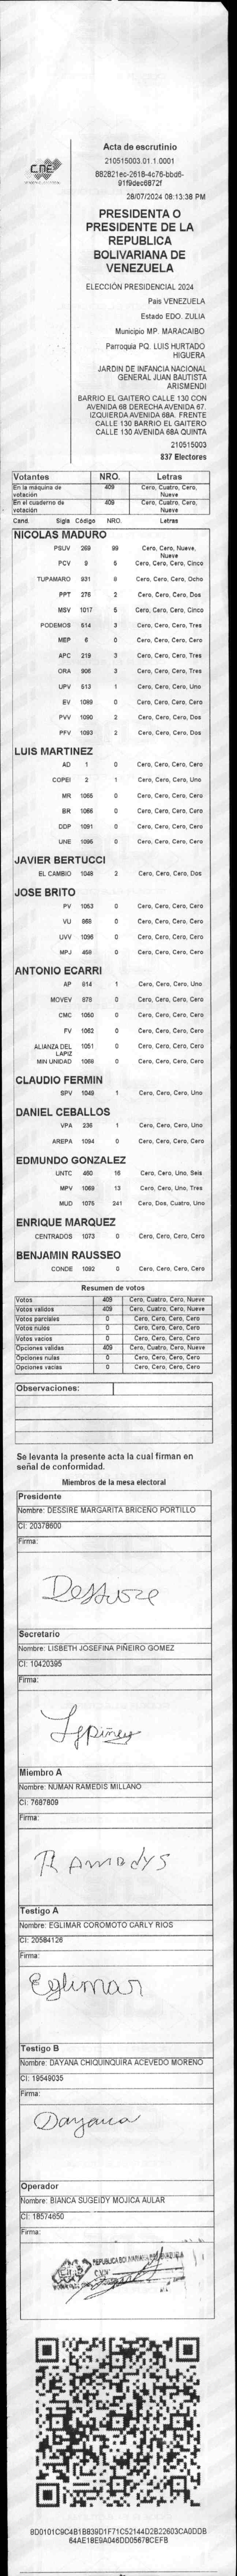 CNE
Acta de escrutinio
210515003.01.1.0001
882821ec-2618-4c76-bbd6-
91f9dec6872f
28/07/2024 08:13:38 PM
PRESIDENTA O
PRESIDENTE DE LA
REPUBLICA
BOLIVARIANA DE
VENEZUELA
ELECCIÓN PRESIDENCIAL 2024
Pais VENEZUELA
Estado EDO. ZULIA
Municipio MP. MARACAIBO
Parroquia PQ. LUIS HURTADO
HIGUERA
JARDIN DE INFANCIA NACIONAL
GENERAL JUAN BAUTISTA
ARISMENDI
BARRIO EL GAITERO CALLE 130 CON
AVENIDA 68 DERECHA AVENIDA 67.
IZQUIERDA AVENIDA 68A. FRENTE
CALLE 130 BARRIO EL GAITERO
CALLE 130 AVENIDA 68A QUINTA
210515003
837 Electores
Votantes NRO. Letras
En la máquina de votación 409 Cero, Cuatro, Cero, Nueve
En el cuaderno de votación 409 Cero, Cuatro, Cero, Nueve
Cand. Sigla Código NRO. Letras
NICOLAS MADURO
PSUV 269 99 Cero, Cero, Nueve, Nueve
PCV 9 5 Cero, Cero, Cero, Cinco
TUPAMARO 931 8 Cero, Cero, Cero, Ocho
PPT 276 2 Cero, Cero, Cero, Dos
MSV 1017 5 Cero, Cero, Cero, Cinco
PODEMOS 514 3 Cero, Cero, Cero, Tres
MEP 6 0 Cero, Cero, Cero, Cero
APC 219 3 Cero, Cero, Cero, Tres
ORA 906 3 Cero, Cero, Cero, Tres
UPV 513 1 Cero, Cero, Cero, Uno
EV 1089 0 Cero, Cero, Cero, Cero
PVV 1090 2 Cero, Cero, Cero, Dos
PFV 1093 2 Cero, Cero, Cero, Dos
LUIS MARTINEZ
AD 1 0 Cero, Cero, Cero, Cero
COPEI 2 1 Cero, Cero, Cero, Uno
MR 1065 0 Cero, Cero, Cero, Cero
BR 1066 0 Cero, Cero, Cero, Cero
DDP 1091 0 Cero, Cero, Cero, Cero
UNE 1095 0 Cero, Cero, Cero, Cero
JAVIER BERTUCCI
EL CAMBIO 1048 2 Cero, Cero, Cero, Dos
JOSE BRITO
PV 1053 0 Cero, Cero, Cero, Cero
VU 968 0 Cero, Cero, Cero, Cero
UVV 1096 0 Cero, Cero, Cero, Cero
MPJ 458 0 Cero, Cero, Cero, Cero
ANTONIO ECARRI
AP 614 1 Cero, Cero, Cero, Uno
MOVEV 878 0 Cero, Cero, Cero, Cero
CMC 1050 0 Cero, Cero, Cero, Cero
FV 1062 0 Cero, Cero, Cero, Cero
ALIANZA DEL LAPIZ 1051 0 Cero, Cero, Cero, Cero
MIN UNIDAD 1069 0 Cero, Cero, Cero, Cero
CLAUDIO FERMIN
SPV 1049 1 Cero, Cero, Cero, Uno
DANIEL CEBALLOS
VPA 236 1 Cero, Cero, Cero, Uno
AREPA 1094 0 Cero, Cero, Cero, Cero
EDMUNDO GONZALEZ
UNTC 460 16 Cero, Cero, Uno, Seis
MPV 1069 13 Cero, Cero, Uno, Tres
MUD 1075 241 Cero, Dos, Cuatro, Uno
ENRIQUE MARQUEZ
CENTRADOS 1073 0 Cero, Cero, Cero, Cero
BENJAMIN RAUSSEO
CONDE 1092 0 Cero, Cero, Cero, Cero
Resumen de votos
Votos 409 Cero, Cuatro, Cero, Nueve
Votos validos 409 Cero, Cuatro, Cero, Nueve
Votos parciales 0 Cero, Cero, Cero, Cero
Votos nulos 0 Cero, Cero, Cero, Cero
Votos vacios 0 Cero, Cero, Cero, Cero
Opciones validas 409 Cero, Cuatro, Cero, Nueve
Opciones nulas 0 Cero, Cero, Cero, Cero
Opciones vacias 0 Cero, Cero, Cero, Cero
Observaciones:
Se levanta la presente acta la cual firman en
señal de conformidad.
Miembros de la mesa electoral
Presidente
Nombre: DESSIRE MARGARITA BRICEÑO PORTILLO
CI: 20378600
Firma:
Secretario
Nombre: LISBETH JOSEFINA PIÑEIRO GOMEZ
CI: 10420395
Firma:
Miembro A
Nombre: NUMAN RAMEDIS MILLANO
CI: 7687809
Firma:
Testigo A
Nombre: EGLIMAR COROMOTO CARLY RIOS
CI: 20584126
Firma:
Eglimar
Testigo B
Nombre: DAYANA CHIQUINQUIRA ACEVEDO MORENO
CI: 19549035
Firma:
Dayana
Operador
Nombre: BIANCA SUGEIDY MOJICA AULAR
CI: 18574650
Firma:
8D0101C9C4B1B839D1F71C52144D2B22603CA0DDB
64AE18E9A046DD05678CEFB